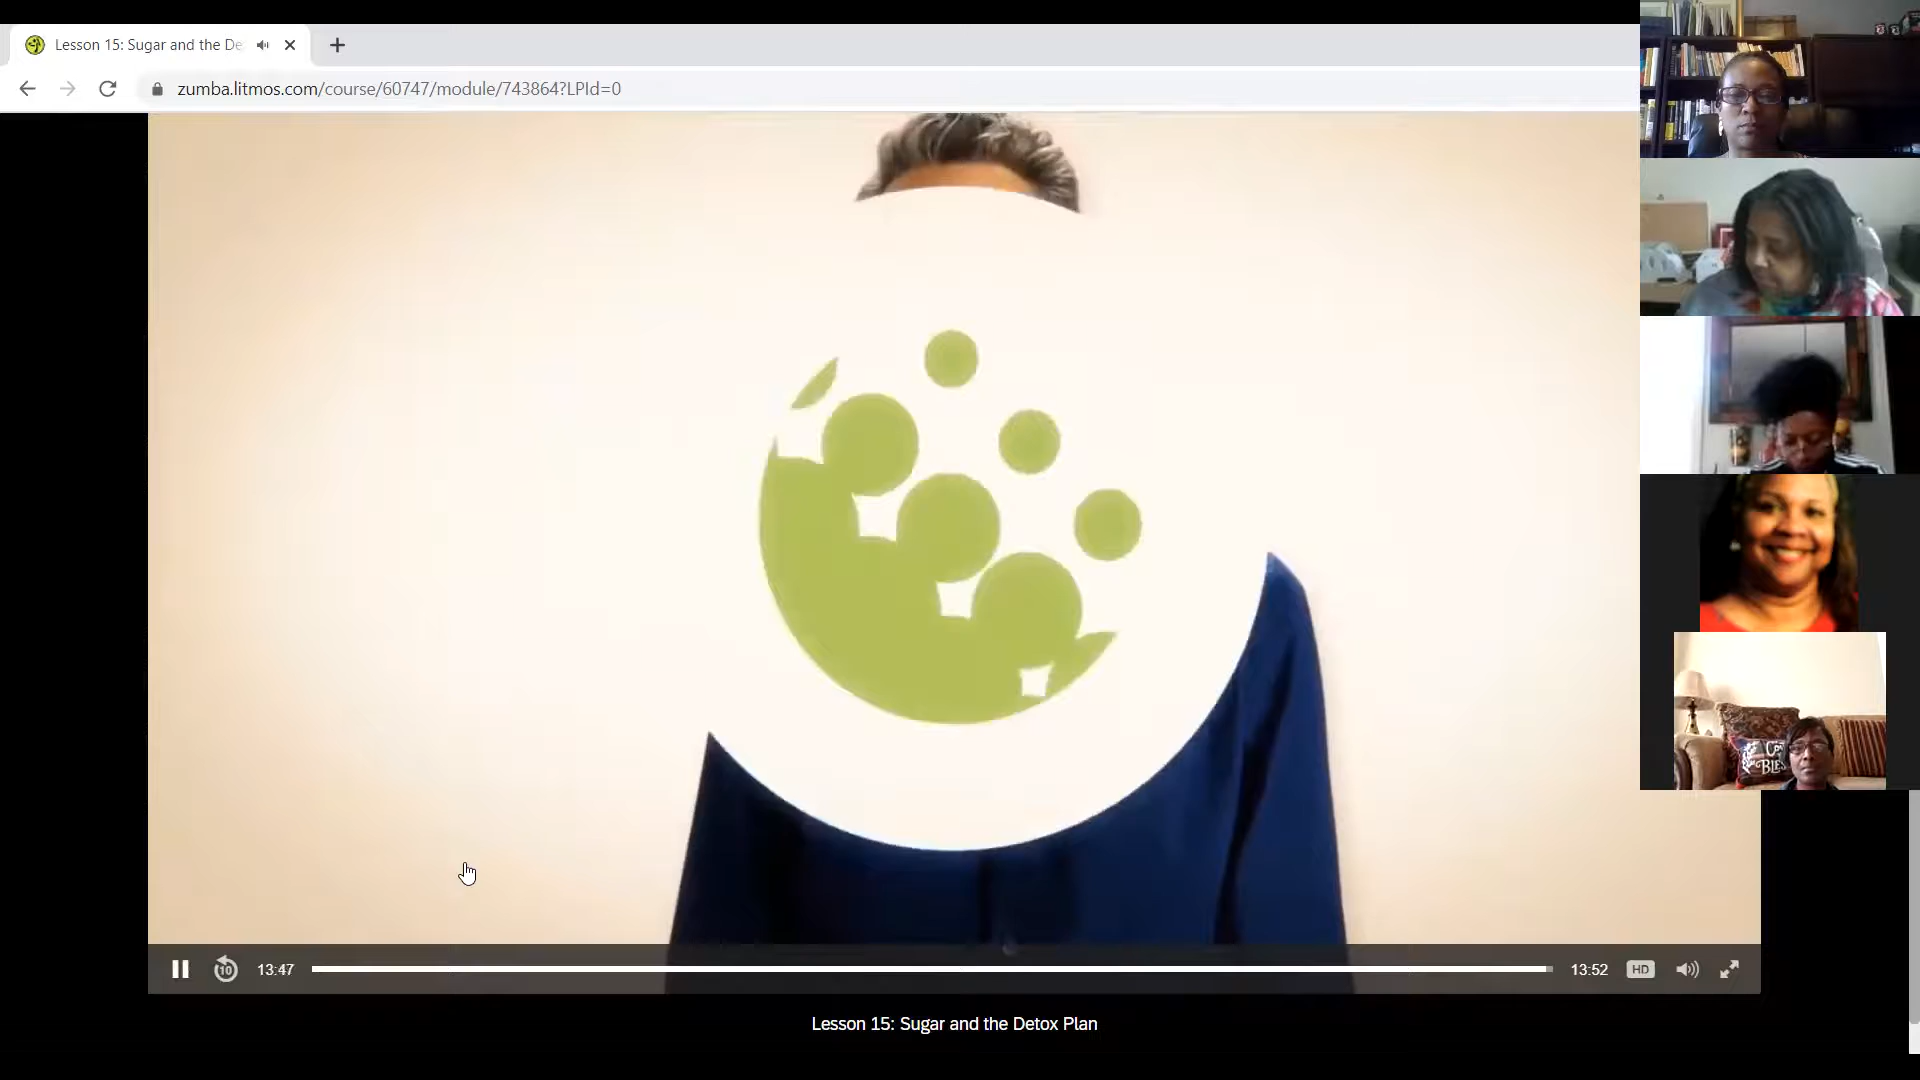 Lesson 15: Sugar and the De
zumba.litmos.com/course/60747/module/743864?LPId=0
10
13:47
13:52
HD
Lesson 15: Sugar and the Detox Plan